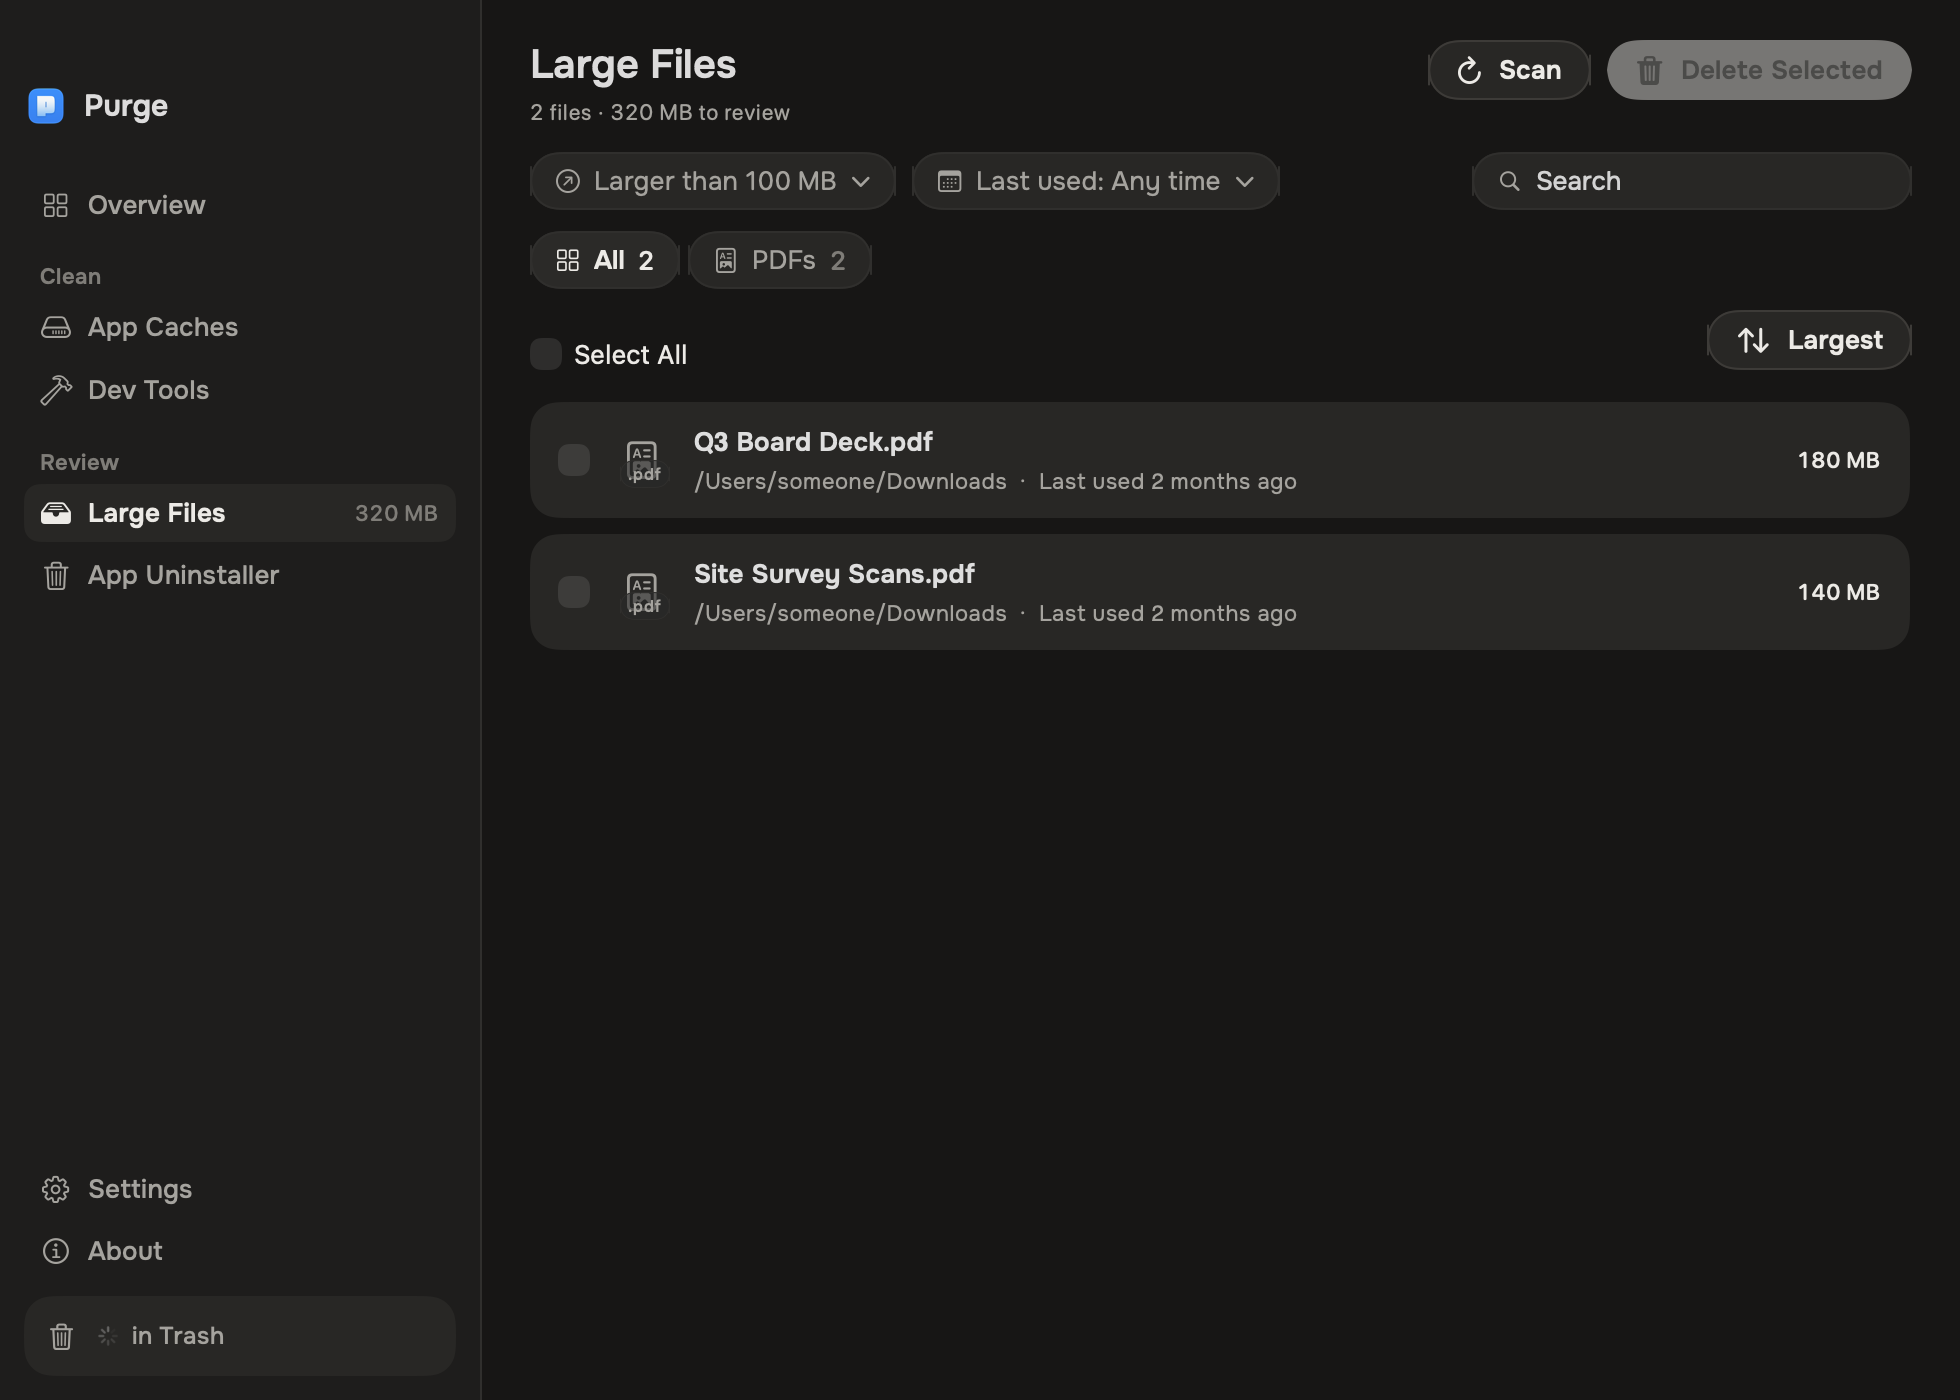 Purge
Overview
Clean
App Caches
Dev Tools
Review
Large Files 320 MB
App Uninstaller
Settings
About
in Trash
Large Files
2 files · 320 MB to review
Scan
Delete Selected
Larger than 100 MB
Last used: Any time
Search
All 2
PDFs 2
Select All
Largest
.pdf
Q3 Board Deck.pdf
/Users/someone/Downloads · Last used 2 months ago
180 MB
.pdf
Site Survey Scans.pdf
/Users/someone/Downloads · Last used 2 months ago
140 MB